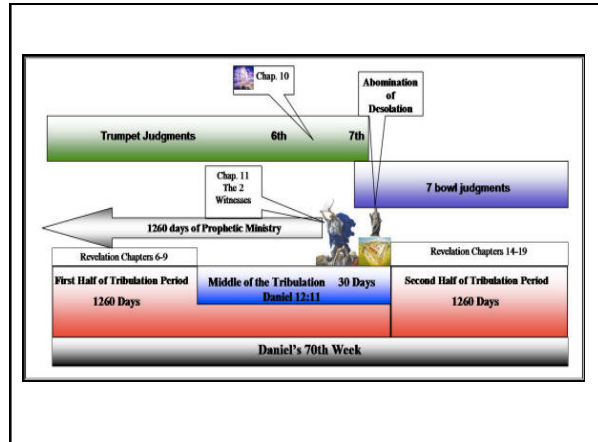 Chap. 10
Abomination
of
Desolation
Trumpet Judgments 6th 7th
Chap. 11
The 2
Witnesses
7 bowl judgments
1260 days of Prophetic Ministry
Revelation Chapters 6-9
Revelation Chapters 14-19
First Half of Tribulation Period
1260 Days
Middle of the Tribulation 30 Days
Daniel 12:11
Second Half of Tribulation Period
1260 Days
Daniel's 70th Week